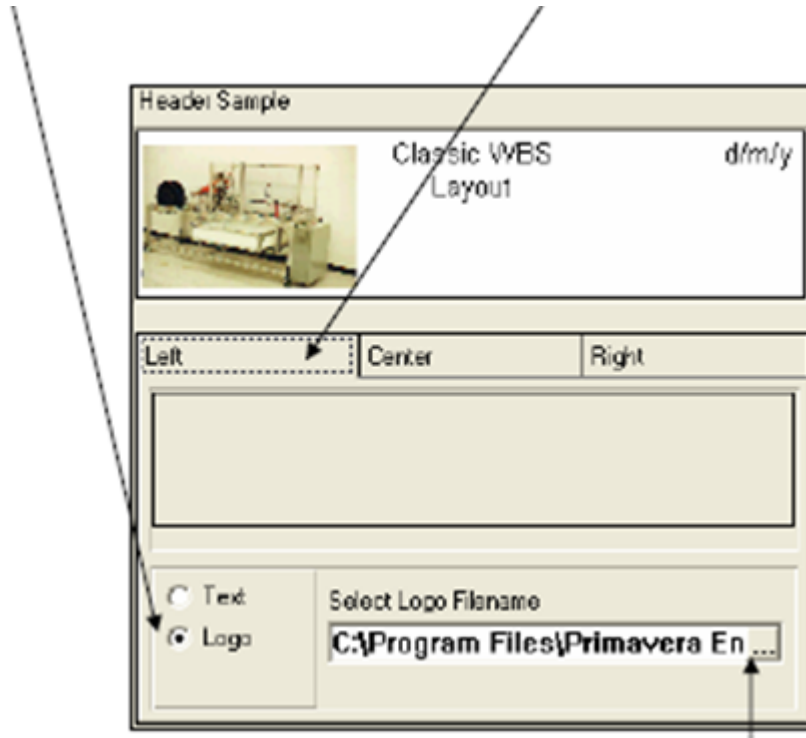 Header Sample
Classic WBS d/m/y
Layout
Left Center Right
Text
Logo
Select Logo Filename
C:\Program Files\Primavera En ...